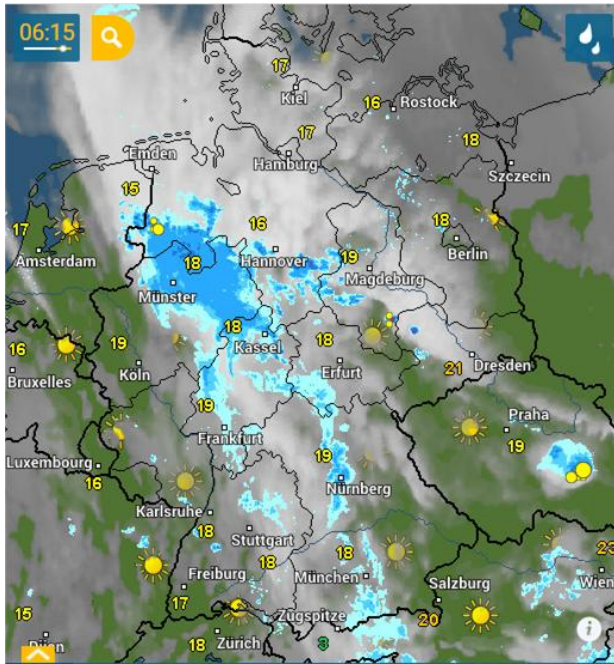 06:15
17
Kiel
16
Rostock
17
18
Emden
Hamburg
Szczecin
15
17
16
18
Berlin
Amsterdam
18
Hannover
19
Magdeburg
Münster
16
19
18
Kassel
18
Bruxelles
Köln
Erfurt
21
Dresden
19
Praha
Frankfurt
19
19
Luxembourg
16
Nürnberg
Karlsruhe
18
Stuttgart
18
18
23
Freiburg
München
Salzburg
Wien
15
17
Zugspitze
20
18
Zürich
3
i